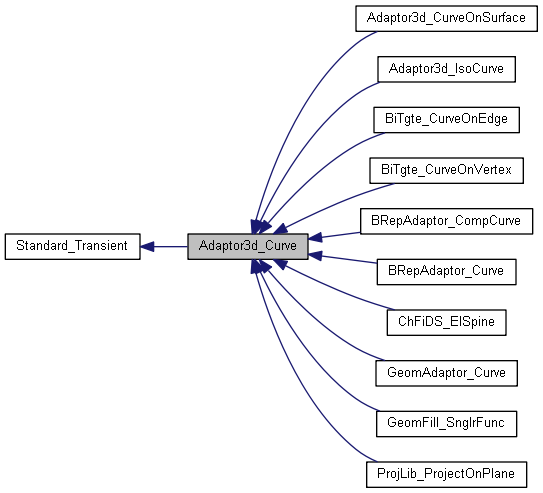 Adaptor3d_CurveOnSurface
Adaptor3d_IsoCurve
BiTgte_CurveOnEdge
BiTgte_CurveOnVertex
BRepAdaptor_CompCurve
Standard_Transient
Adaptor3d_Curve
BRepAdaptor_Curve
ChFiDS_ElSpine
GeomAdaptor_Curve
GeomFill_SnglrFunc
ProjLib_ProjectOnPlane